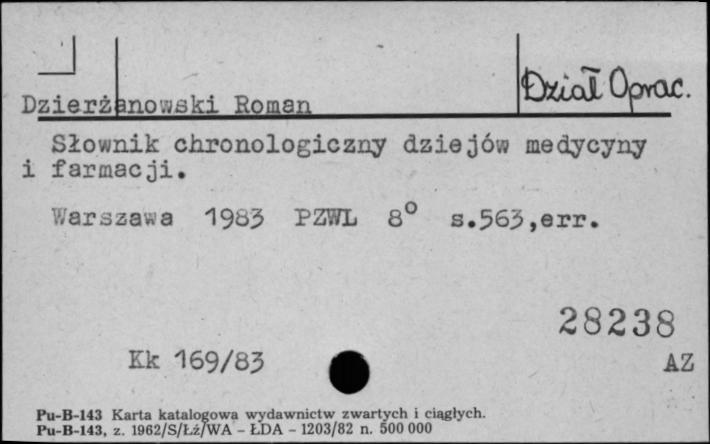 Dział Oprac.
Dzierżanowski Roman
Słownik chronologiczny dziejów medycyny
i farmacji.
Warszawa 1983 PZWL 8° s.563,err.
28238
Kk 169/83
AZ
Pu-B-143 Karta katalogowa wydawnictw zwartych i ciągłych.
Pu-B-143, z. 1962/S/Łź/WA - ŁDA - 1203/82 n. 500 000